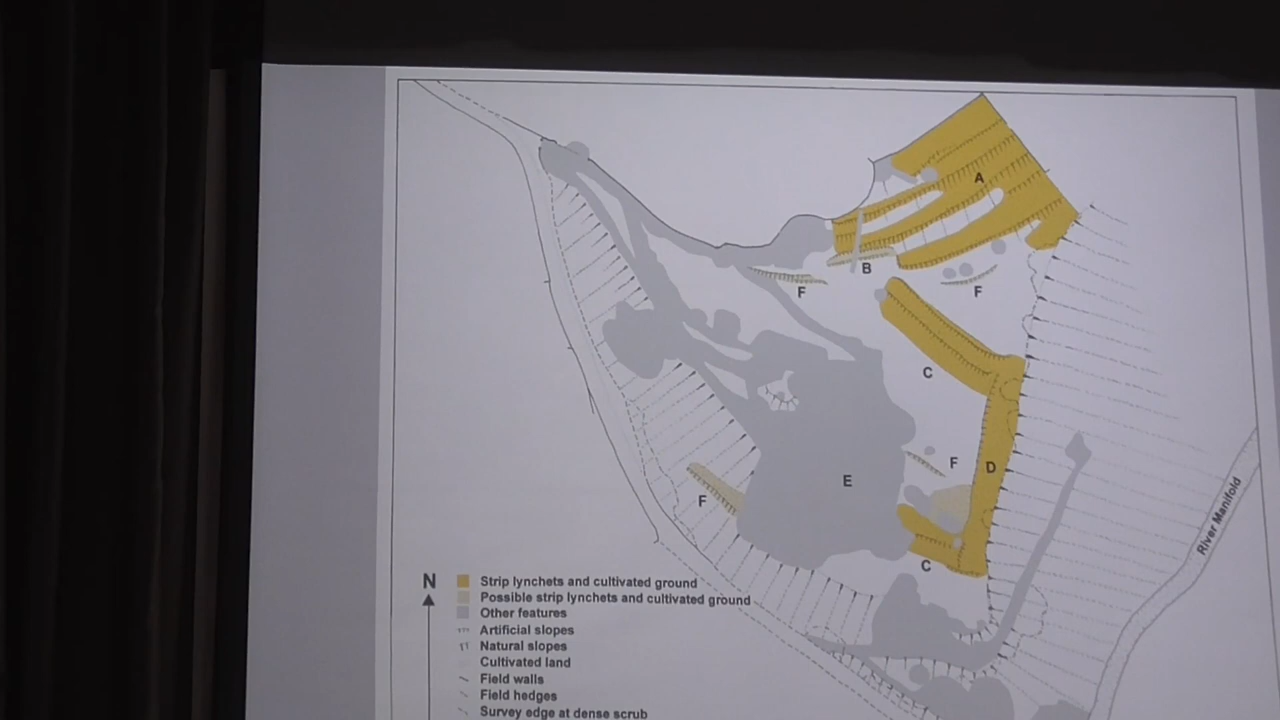 A
B
F
F
C
F
D
E
F
C
River Manifold
N
Strip lynchets and cultivated ground
Possible strip lynchets and cultivated ground
Other features
Artificial slopes
Natural slopes
Cultivated land
Field walls
Field hedges
Survey edge at dense scrub